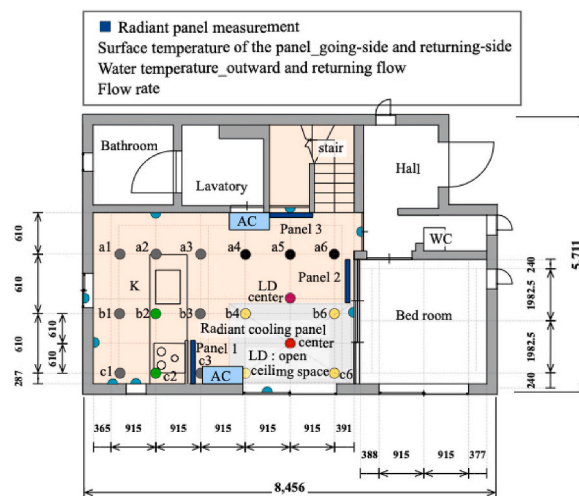 Radiant panel measurement
Surface temperature of the panel_going-side and returning-side
Water temperature_outward and returning flow
Flow rate
Bathroom
Lavatory
stair
Hall
AC
Panel 3
WC
a1 a2 a3 a4 a5 a6
K
LD
center
Panel 2
b1 b2 b3 b4 b6
Radiant cooling panel
center
Bed room
Panel 1
LD : open
ceilimg space
c1 c2 c3 c6
AC
610
610
610
287
610
610
240
1982.5
1982.5
240
5,711
365 915 915 915 915 915 391
388 915 915 377
8,456